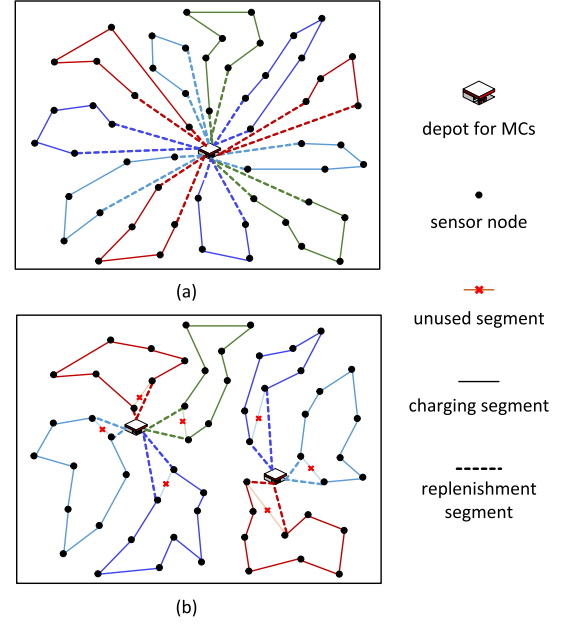 depot for MCs
sensor node
(a)
unused segment
charging segment
replenishment
segment
(b)